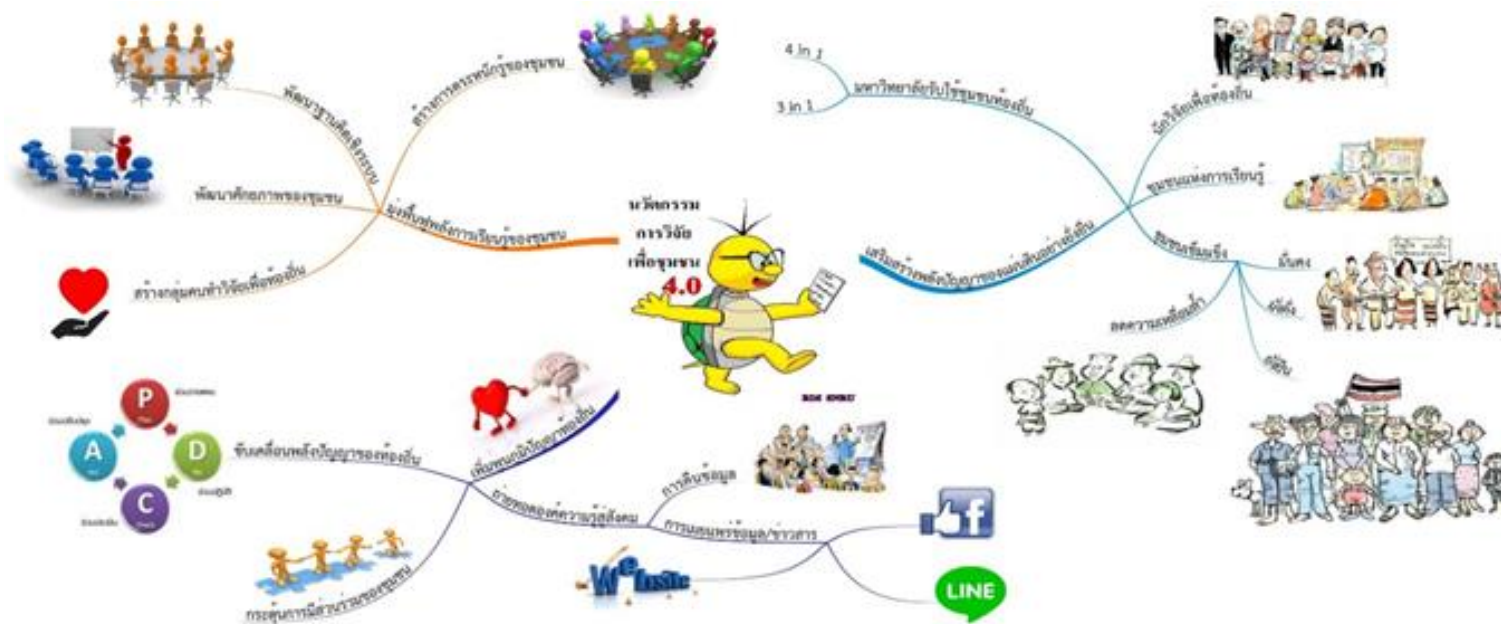 นวัตกรรม
การวิจัย
เพื่อชุมชน
4.0
มุ่งฟื้นฟูพลังการเรียนรู้ของชุมชน
สร้างการตระหนักรู้ของชุมชน
พัฒนาฐานคิดเชิงระบบ
พัฒนาศักยภาพของชุมชน
สร้างกลุ่มคนทำวิจัยเพื่อท้องถิ่น
เสริมสร้างพลังปัญญาของแผ่นดินอย่างยั่งยืน
มหาวิทยาลัยรับใช้ชุมชนท้องถิ่น
4 in 1
3 in 1
นักวิจัยเพื่อท้องถิ่น
ชุมชนแห่งการเรียนรู้
ชุมชนเข้มแข็ง
มั่นคง
มั่งคั่ง
ยั่งยืน
ลดความเหลื่อมล้ำ
เพิ่มพูนภูมิปัญญาท้องถิ่น
ขับเคลื่อนพลังปัญญาของท้องถิ่น
P
Plan
D
Do
C
Check
A
Act
ถ่ายทอดองค์ความรู้สู่สังคม
การคืนข้อมูล
การเผยแพร่ข้อมูล/ข่าวสาร
f
Website
LINE
กระตุ้นการมีส่วนร่วมของชุมชน